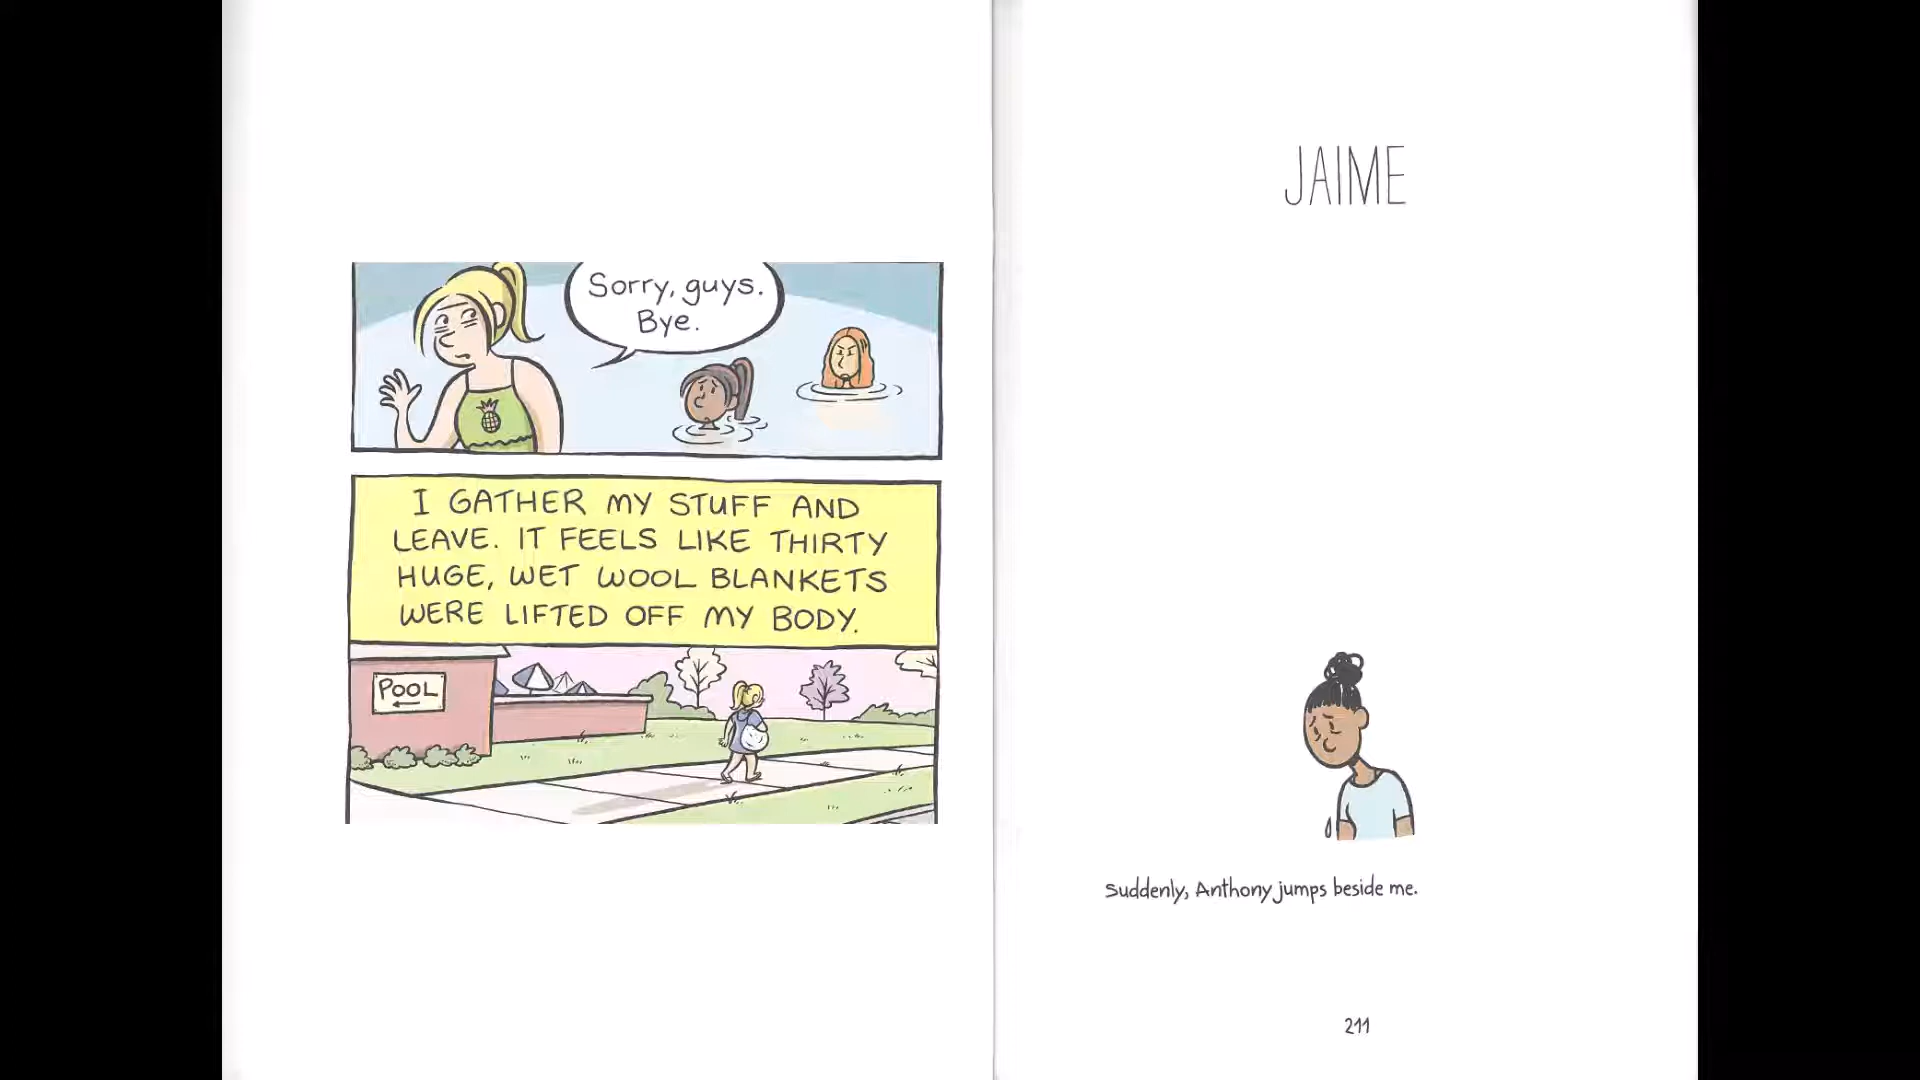 Sorry, guys.
Bye.
I GATHER MY STUFF AND
LEAVE. IT FEELS LIKE THIRTY
HUGE, WET WOOL BLANKETS
WERE LIFTED OFF MY BODY.
POOL
JAIME
Suddenly, Anthony jumps beside me.
211